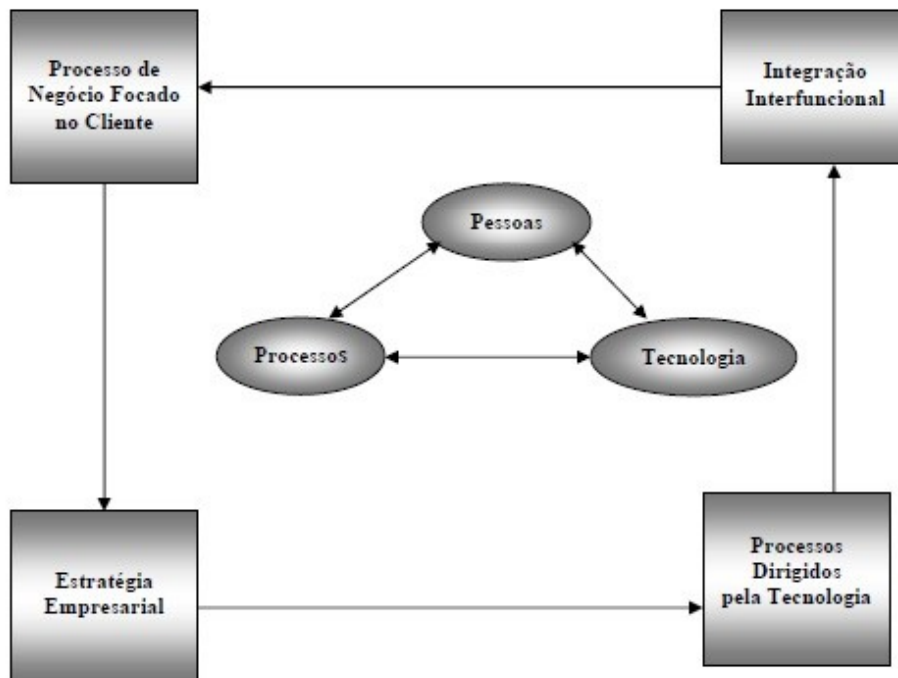 Processo de
Negócio Focado
no Cliente
Integração
Interfuncional
Pessoas
Processos
Tecnologia
Estratégia
Empresarial
Processos
Dirigidos
pela Tecnologia